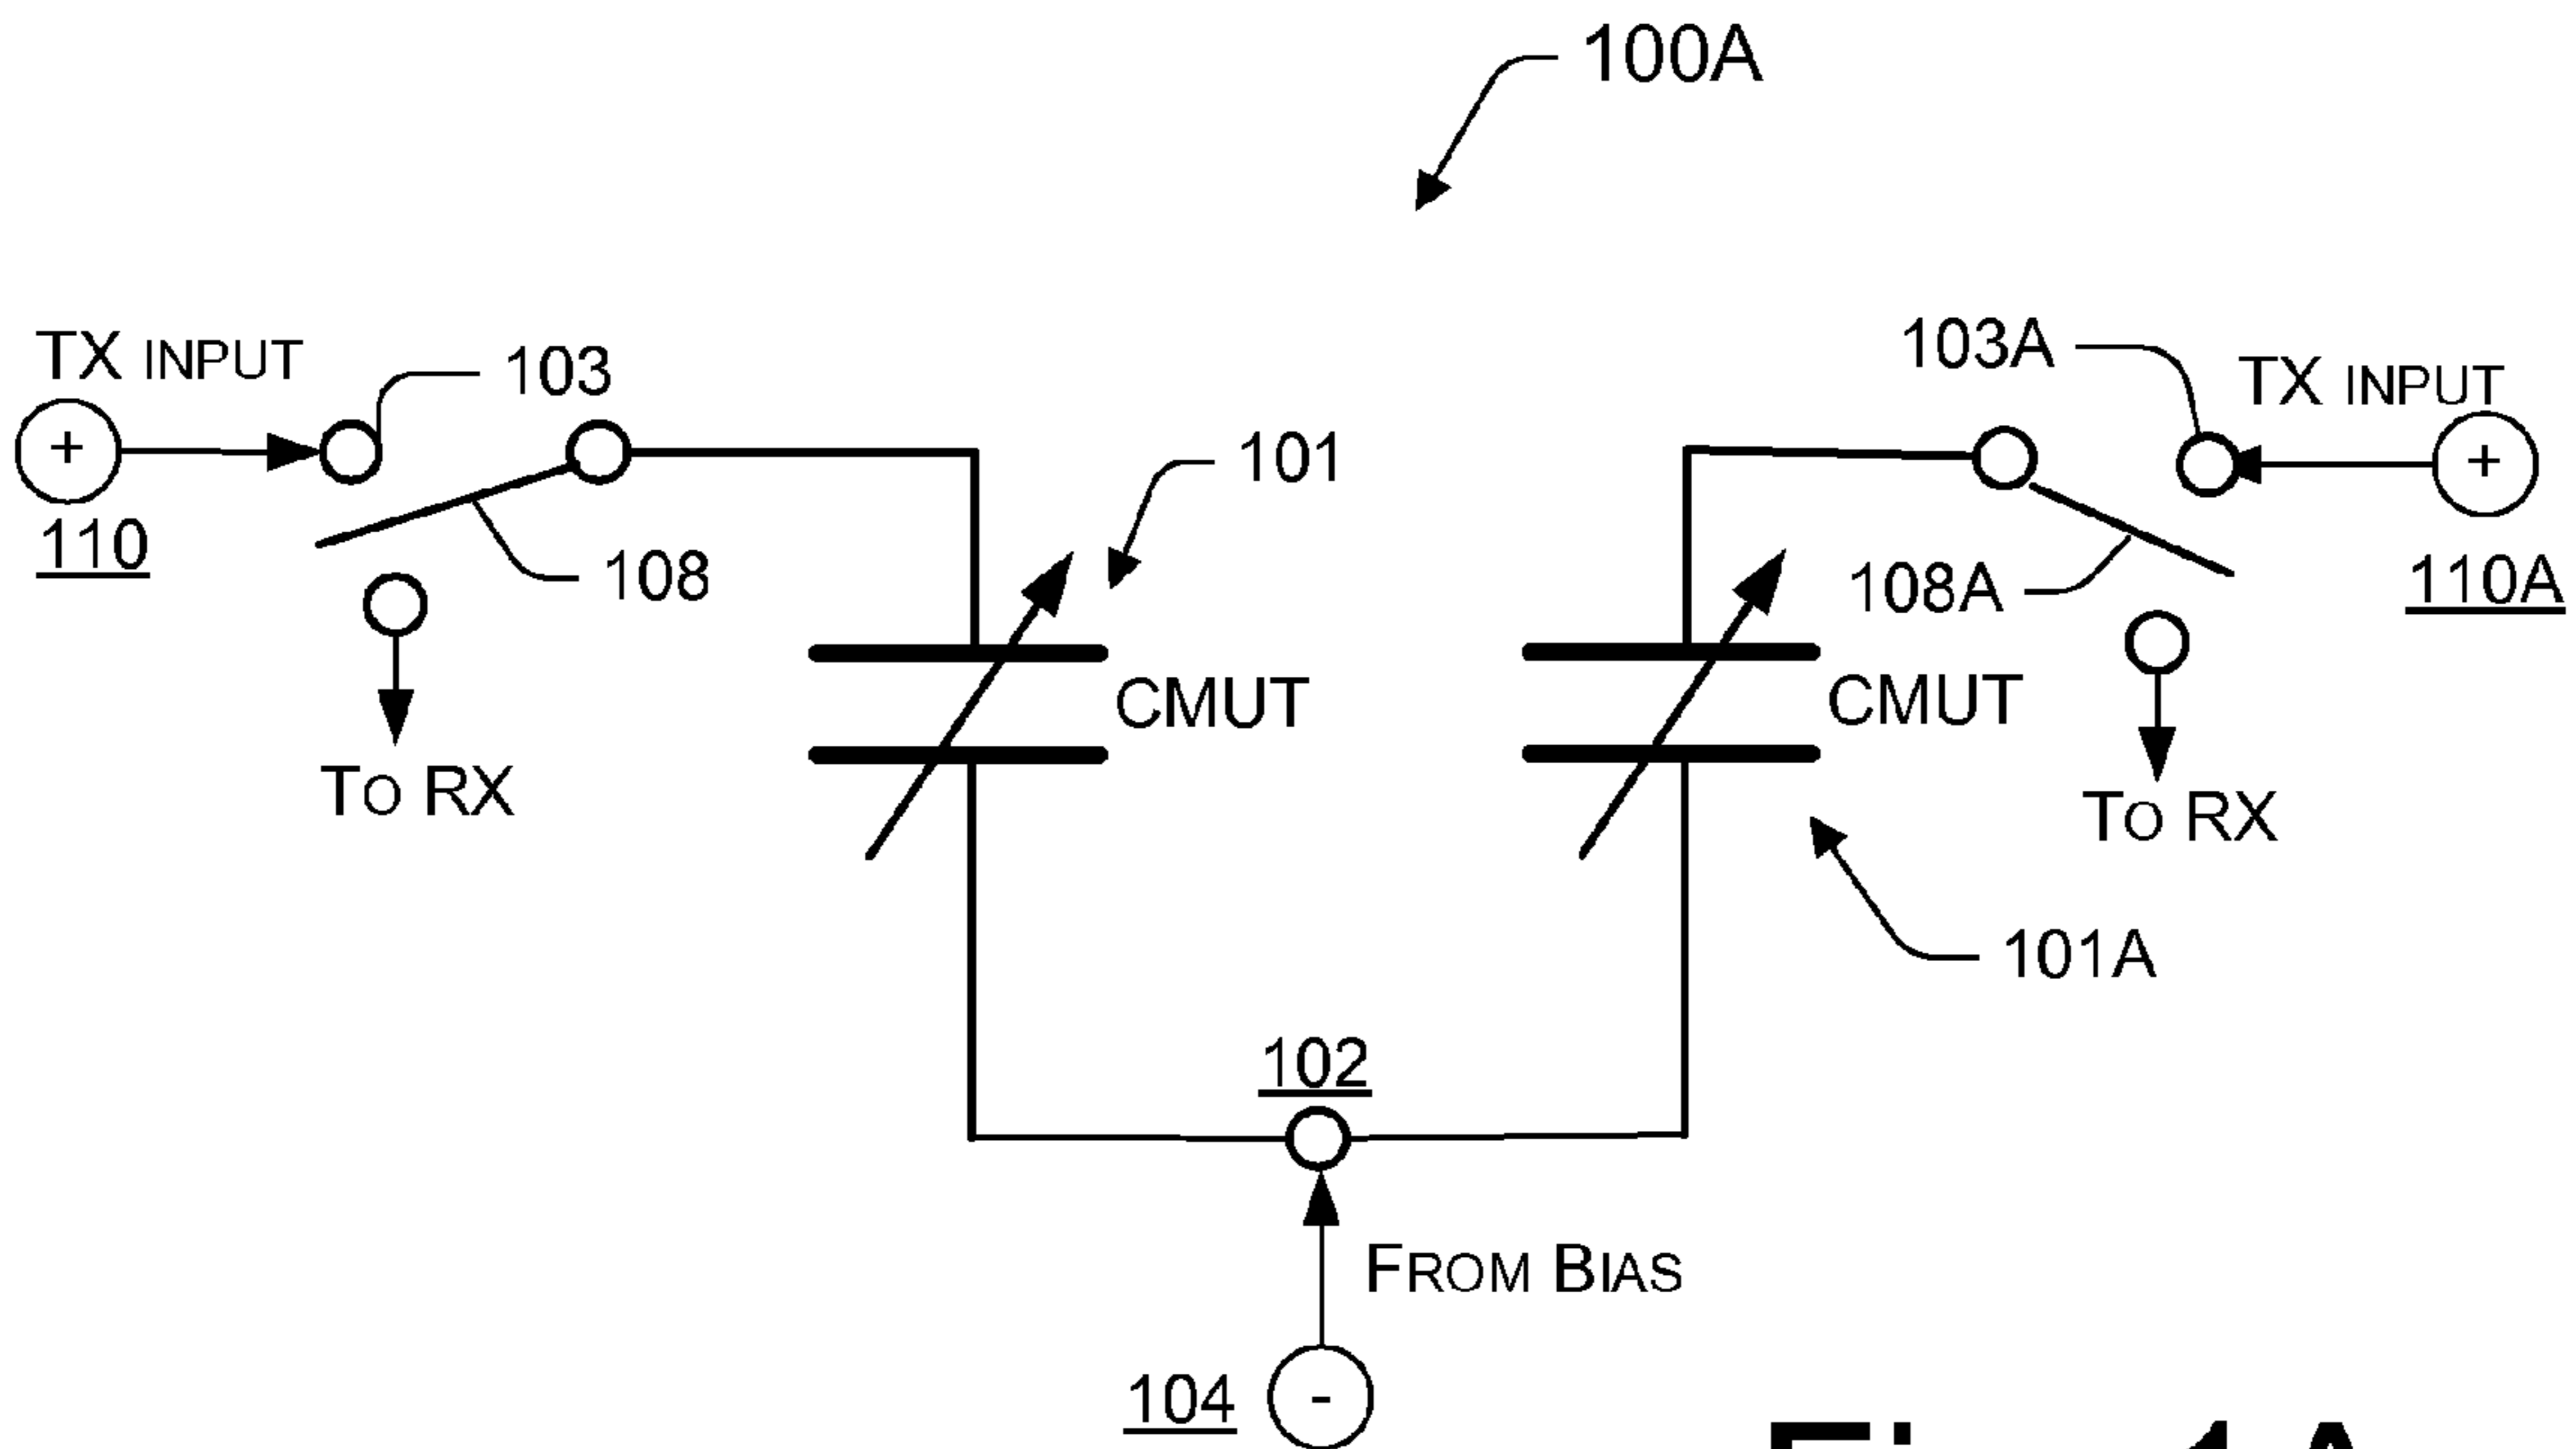 100A
TX INPUT
103
103A
TX INPUT
+
+
101
110
108
108A
110A
CMUT
CMUT
TO RX
TO RX
101A
102
FROM BIAS
104
-